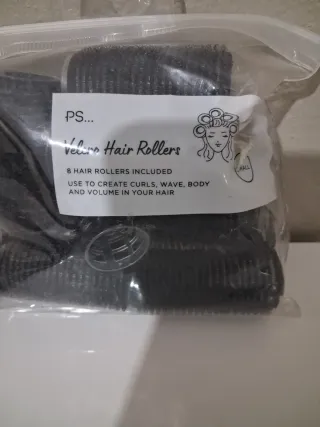 PS...
Velcro Hair Rollers
8 HAIR ROLLERS INCLUDED
USE TO CREATE CURLS, WAVE, BODY
AND VOLUME IN YOUR HAIR